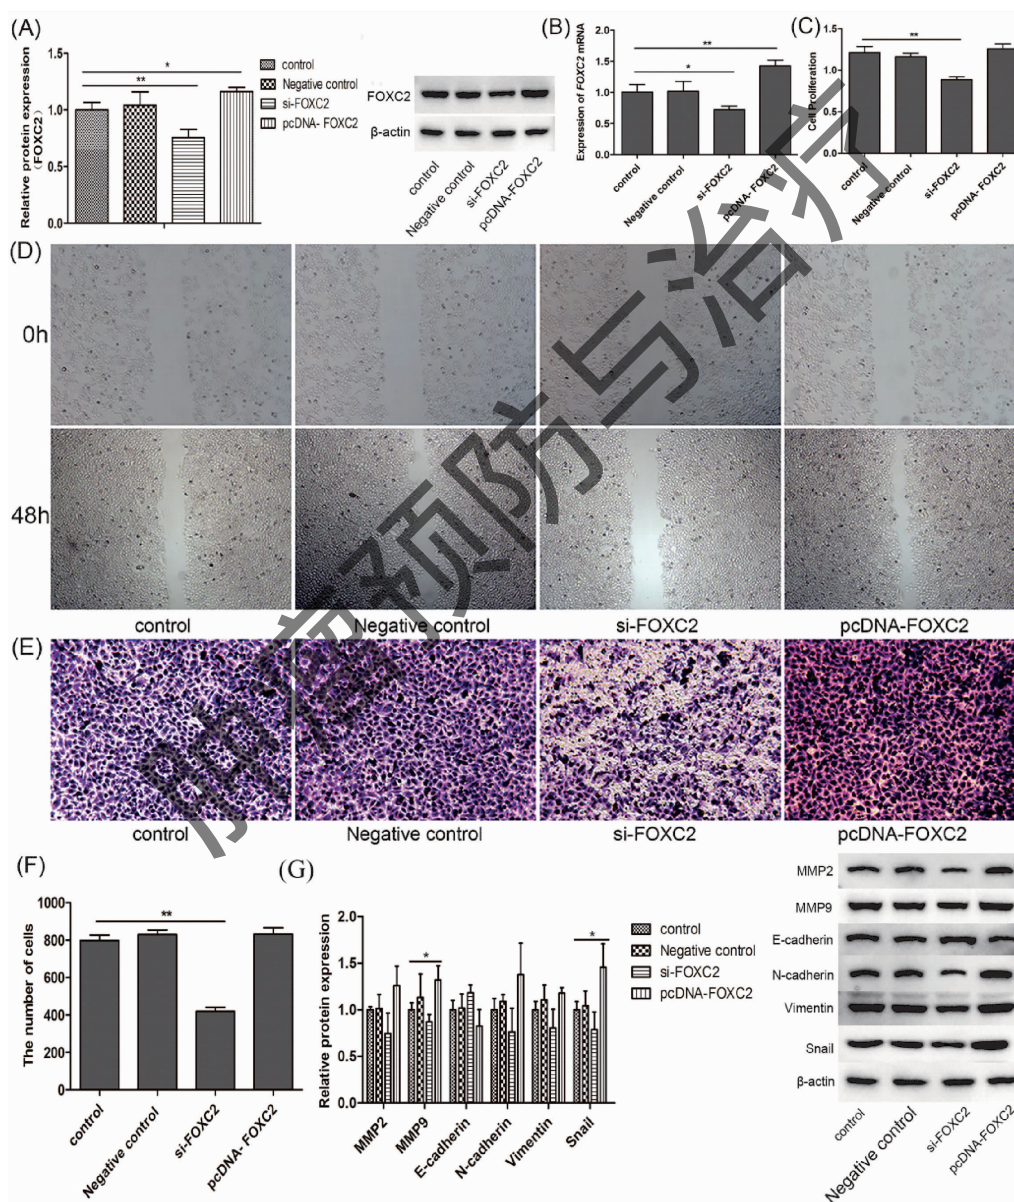 (A)
Relative protein expression
(FOXC2)
1.5
1.0
0.5
0.0
*
**
control
Negative control
si-FOXC2
pcDNA- FOXC2
FOXC2
β-actin
control
Negative control
si-FOXC2
pcDNA-FOXC2
(B)
Expression of FOXC2 mRNA
2.0
1.5
1.0
0.5
0.0
**
*
control
Negative control
si-FOXC2
pcDNA- FOXC2
(C)
Cell Proliferation
1.5
1.0
0.5
0.0
**
control
Negative control
si-FOXC2
pcDNA- FOXC2
(D)
0h
48h
control
Negative control
si-FOXC2
pcDNA-FOXC2
(E)
control
Negative control
si-FOXC2
pcDNA-FOXC2
(F)
The number of cells
1000
800
600
400
200
0
**
control
Negative control
si-FOXC2
pcDNA- FOXC2
(G)
Relative protein expression
2.0
1.5
1.0
0.5
0.0
*
*
control
Negative control
si-FOXC2
pcDNA-FOXC2
MMP2
MMP9
E-cadherin
N-cadherin
Vimentin
Snail
MMP2
MMP9
E-cadherin
N-cadherin
Vimentin
Snail
β-actin
control
Negative control
si-FOXC2
pcDNA-FOXC2
肿瘤预防与治疗